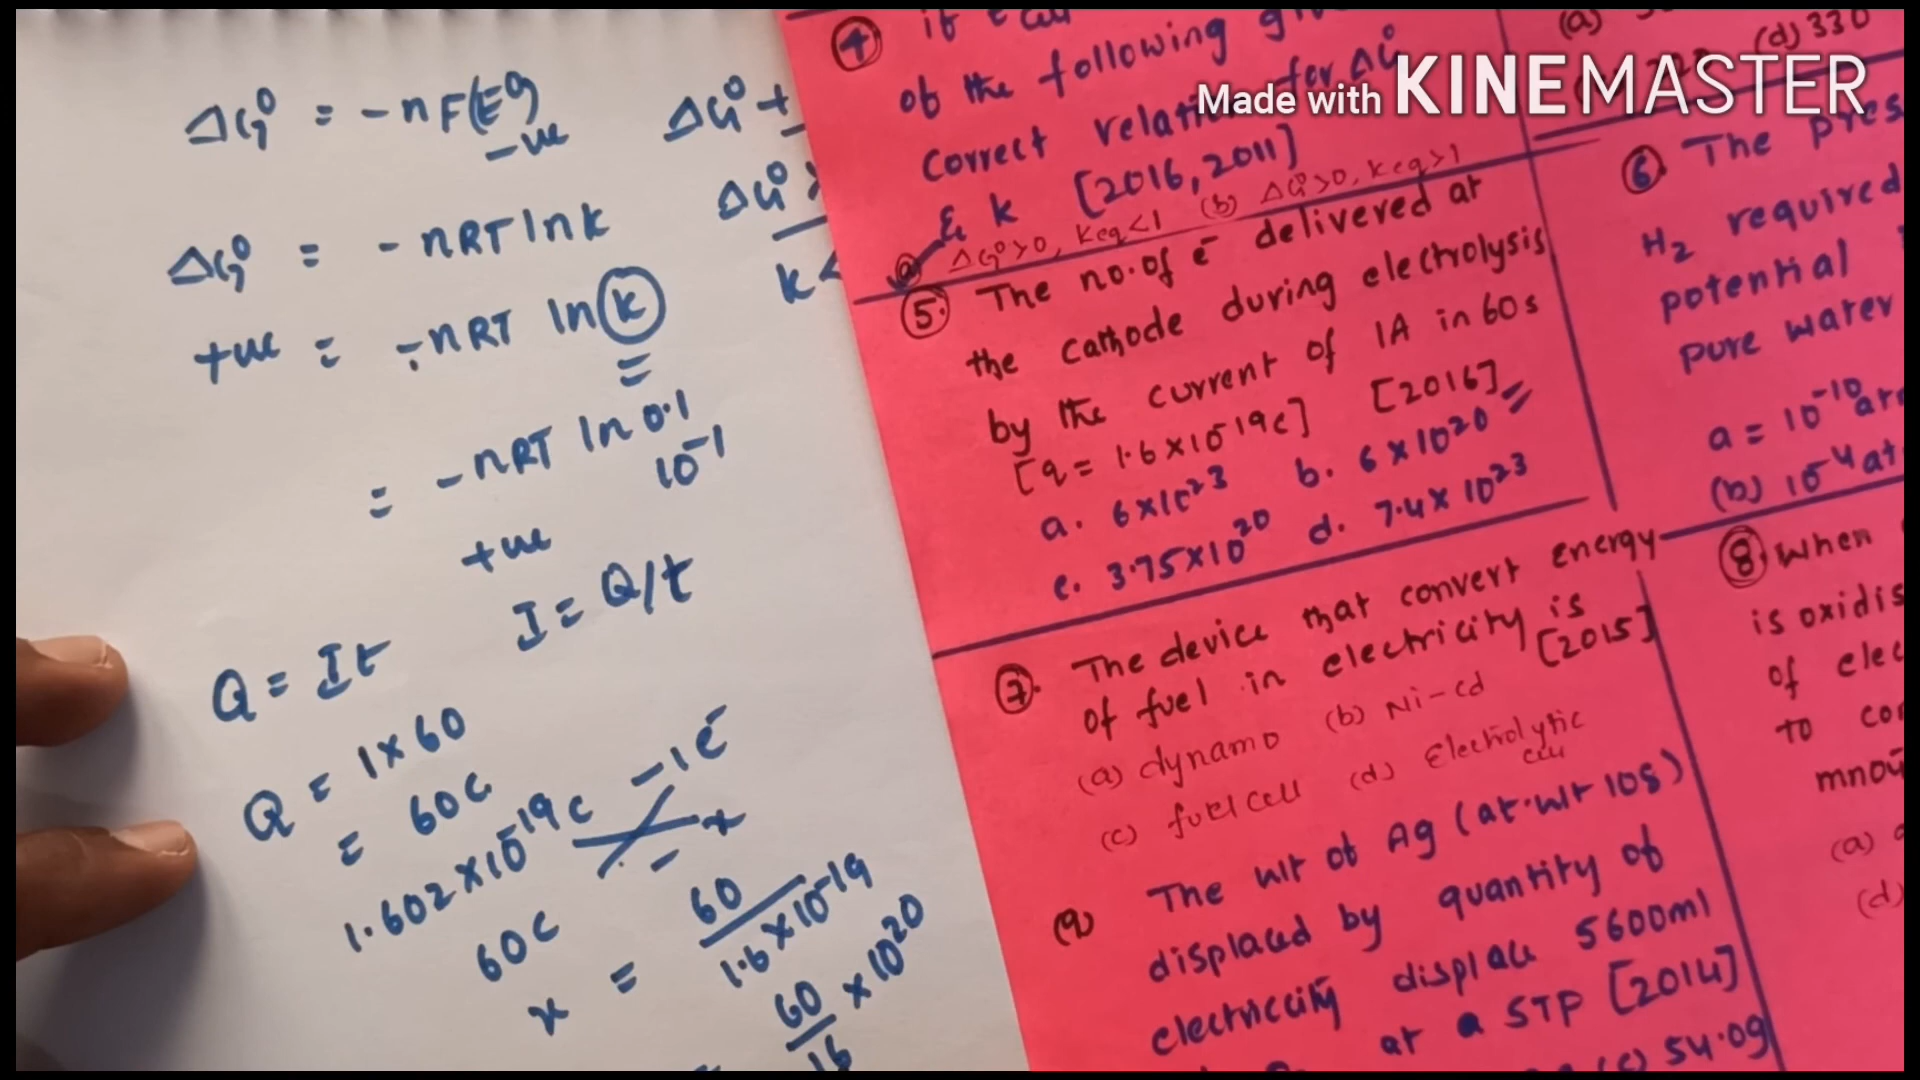 ΔG° = -nF(E°)
-ve
ΔG° +
ΔG°
ΔG° = -nRT ln k
k <
+ve = -nRT ln k
=
= -nRT ln 0.1
10⁻¹
+ve
I = Q/t
Q = It
Q = 1×60
= 60C
1.602×10⁻¹⁹C - 1e⁻
60C - x
x = 60/1.6×10⁻¹⁹
60/16 ×10²⁰
Made with KINEMASTER
④ if E cell
of the following
correct relation for ΔG°
& k [2016,2011]
(a) ΔG°>0, Keq<1 (b) ΔG°>0, Keq>1
⑤. The no.of e⁻ delivered at
the cathode during electrolysis
by the current of 1A in 60s
[q = 1.6×10⁻¹⁹c] [2016]
a. 6×10²³ b. 6×10²⁰
c. 3.75×10²⁰ d. 7.4×10²³
(a)
(d) 330
⑥. The
H₂ required
potential
pure water
a = 10⁻¹⁰
(b) 10⁻⁴
⑦. The device that convert energy
of fuel in electricity is
[2015]
(a) dynamo (b) Ni-cd
(c) fuel cell (d) Electrolytic
cell
⑧. When
is
of
to
(a)
(d)
(9) The wt of Ag (at.wt 108)
displaced by quantity of
electriccity displace 5600ml
at a STP [2014]
(c) 54.0g